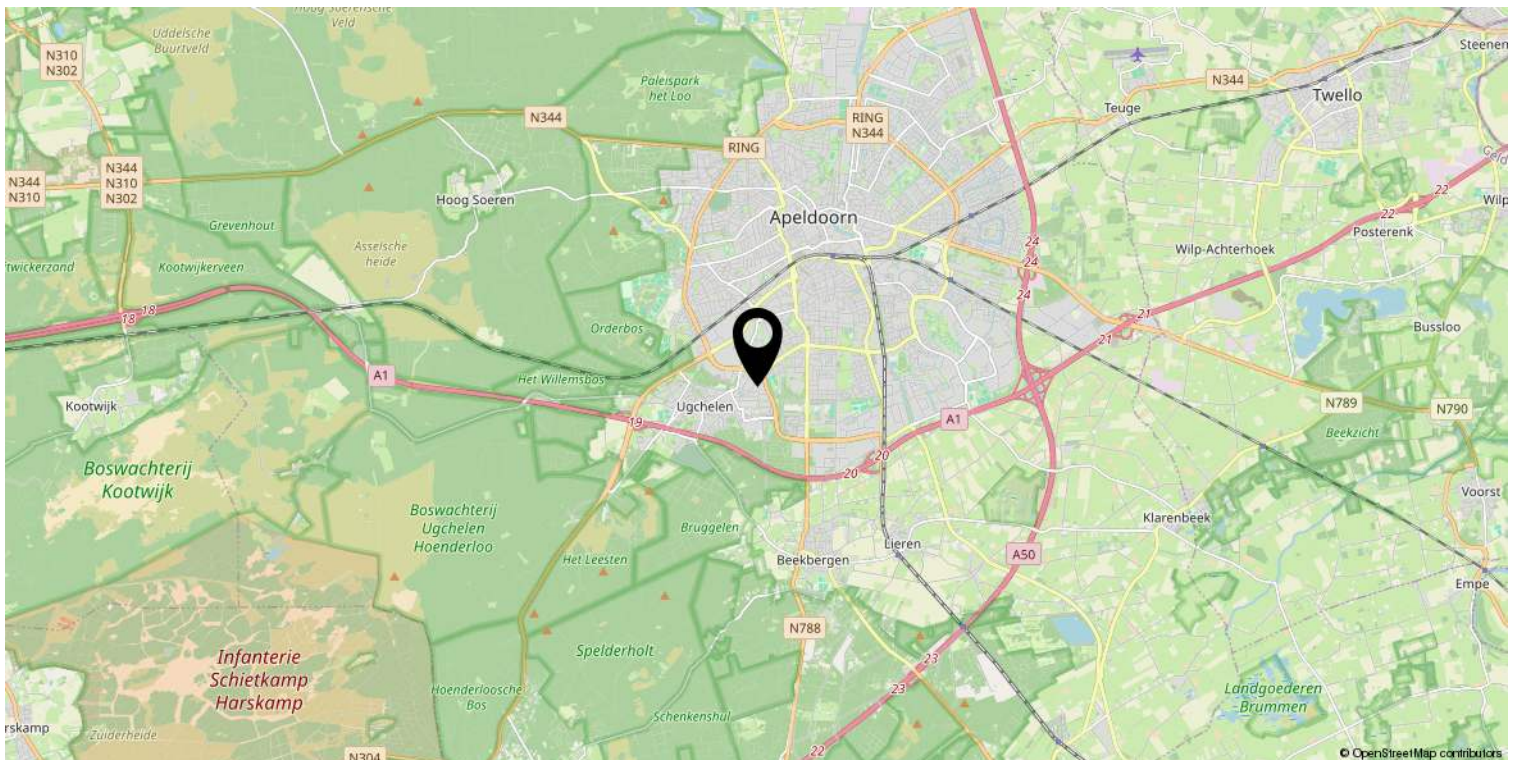 Hoog Soerensche
Veld
Uddelsche
Buurtveld
N310
N302
Steenen
Paleispark
het Loo
N344
Twello
Teuge
N344
RING
N344
RING
N344
N310
N344
N310
N302
Hoog Soeren
Grevenhout
Apeldoorn
22
22
Wilp
Posterenk
Asselsche
heide
24
24
24
Wilp-Achterhoek
twickerzand
Kootwijkerveen
18
18
21
21
Orderbos
Bussloo
A1
Het Willemsbos
Kootwijk
Ugchelen
19
A1
N789
N790
Beekzicht
20
20
Boswachterij
Kootwijk
Voorst
Boswachterij
Ugchelen
Hoenderloo
Bruggelen
Klarenbeek
Het Leesten
Lieren
Beekbergen
A50
Empe
N788
Spelderholt
Infanterie
Schietkamp
Harskamp
23
23
Hoenderloosche
Bos
Landgoederen
Brummen
Schenkenshul
rskamp
Zuiderheide
N304
22
© OpenStreetMap contributors